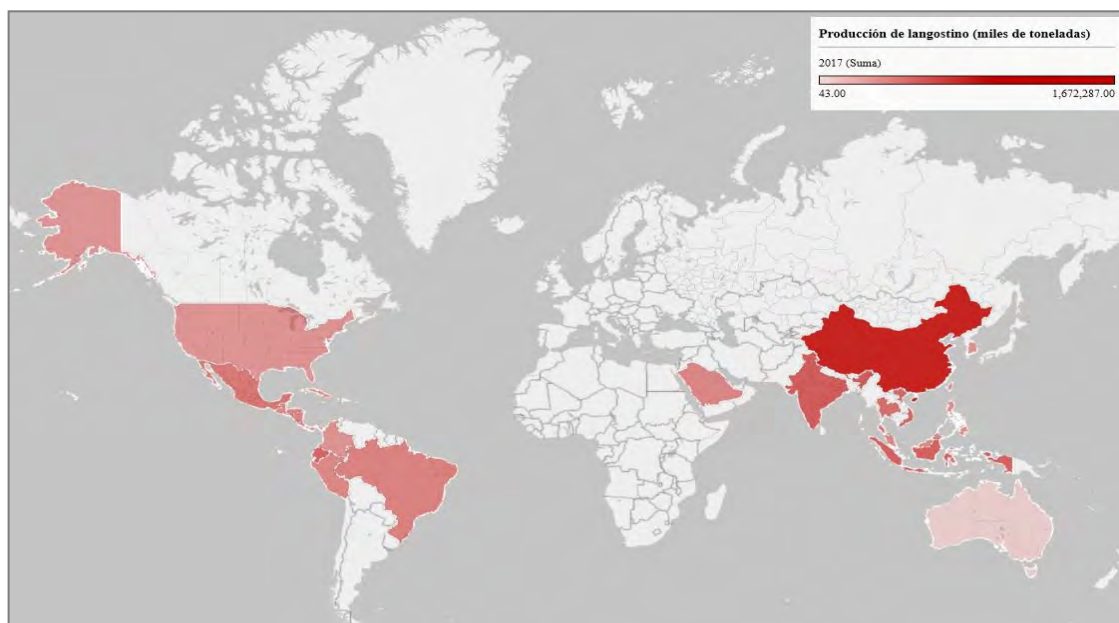 Producción de langostino (miles de toneladas)
2017 (Suma)
43.00 1,672,287.00